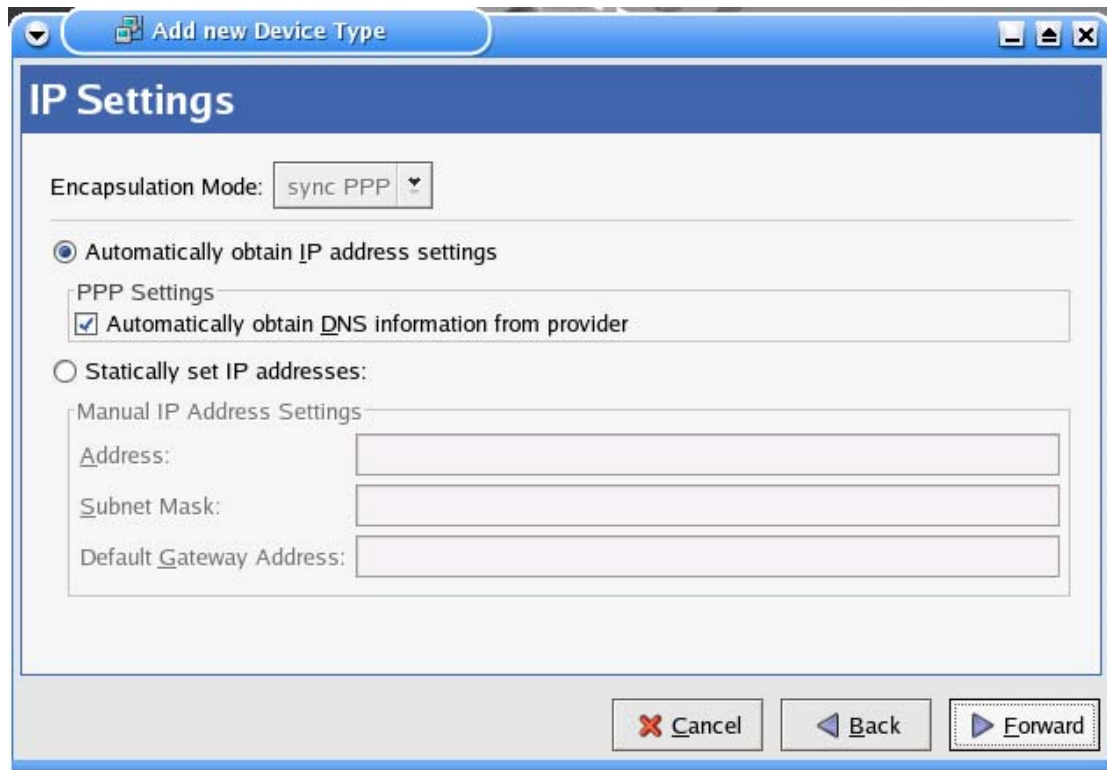 Add new Device Type
IP Settings
Encapsulation Mode: sync PPP
Automatically obtain IP address settings
PPP Settings
Automatically obtain DNS information from provider
Statically set IP addresses:
Manual IP Address Settings
Address:
Subnet Mask:
Default Gateway Address:
Cancel Back Forward